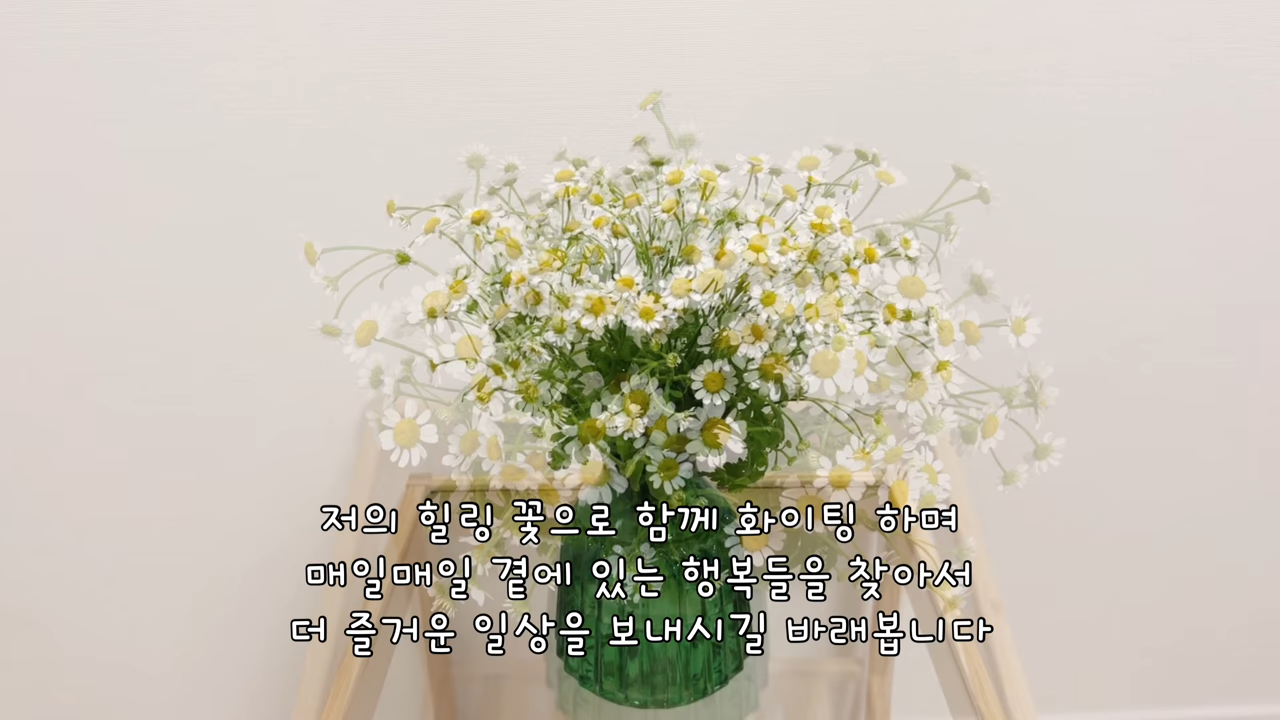 저의 힐링 꽃으로 함께 화이팅 하며
매일매일 곁에 있는 행복들을 찾아서
더 즐거운 일상을 보내시길 바래봅니다